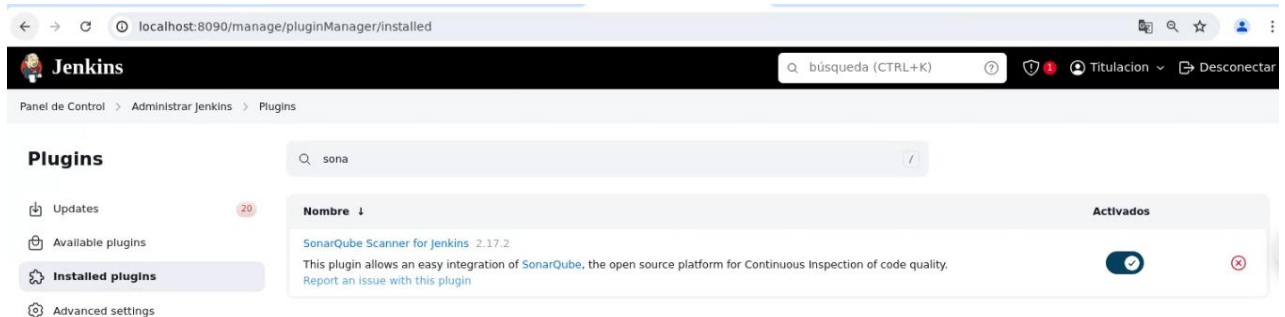 localhost:8090/manage/pluginManager/installed
Jenkins
búsqueda (CTRL+K)
?
1
Titulacion
Desconectar
Panel de Control > Administrar Jenkins > Plugins
Plugins
sona
/
Updates
20
Available plugins
Installed plugins
Advanced settings
Nombre ↓
Activados
SonarQube Scanner for Jenkins 2.17.2
This plugin allows an easy integration of SonarQube, the open source platform for Continuous Inspection of code quality.
Report an issue with this plugin